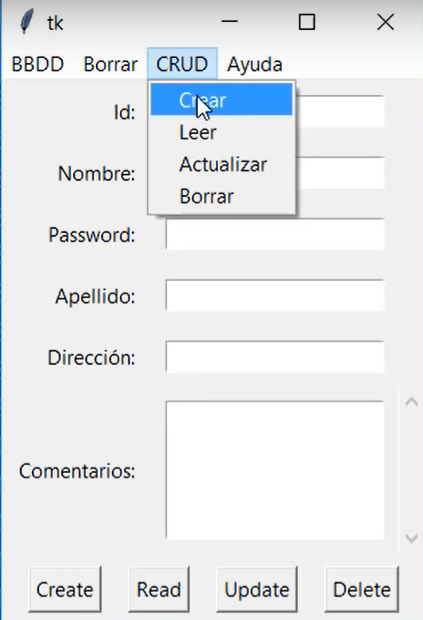 tk
BBDD Borrar CRUD Ayuda
Crear
Leer
Actualizar
Borrar
Id:
Nombre:
Password:
Apellido:
Dirección:
Comentarios:
Create Read Update Delete